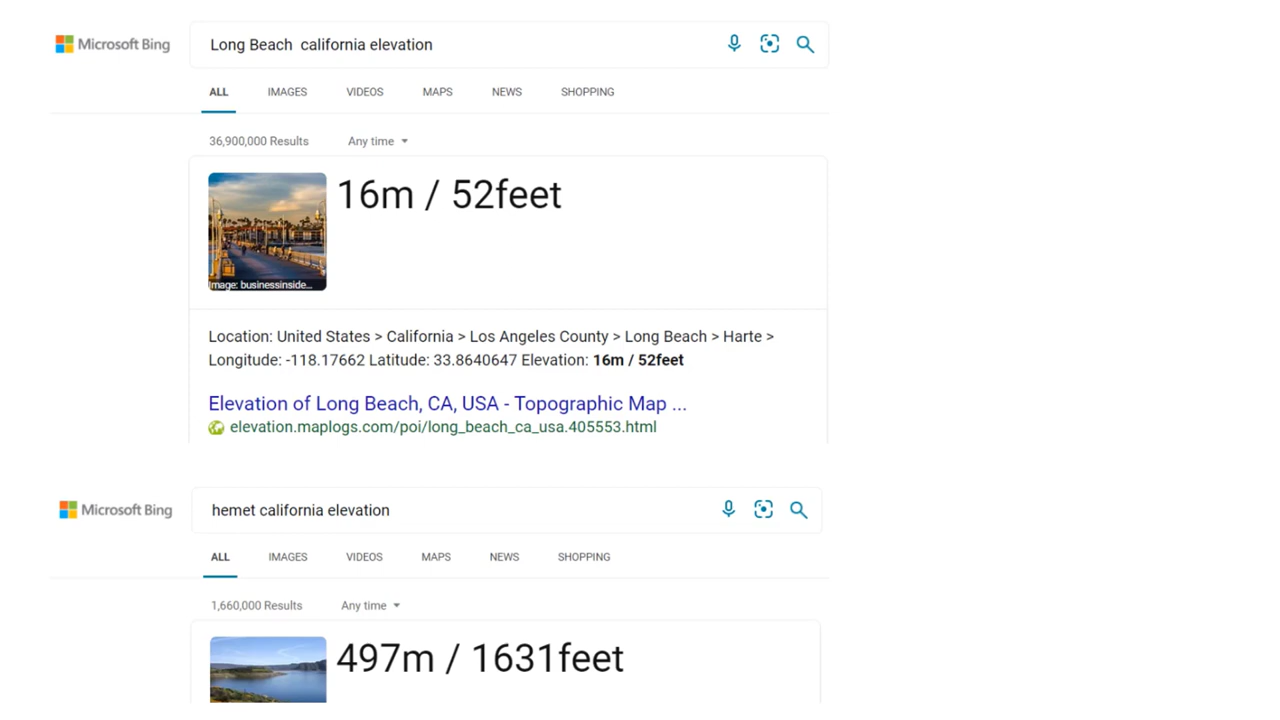 Microsoft Bing
Long Beach  california elevation
ALL IMAGES VIDEOS MAPS NEWS SHOPPING
36,900,000 Results Any time
16m / 52feet
Image: businessinside...
Location: United States > California > Los Angeles County > Long Beach > Harte >
Longitude: -118.17662 Latitude: 33.8640647 Elevation: 16m / 52feet
Elevation of Long Beach, CA, USA - Topographic Map ...
elevation.maplogs.com/poi/long_beach_ca_usa.405553.html
Microsoft Bing
hemet california elevation
ALL IMAGES VIDEOS MAPS NEWS SHOPPING
1,660,000 Results Any time
497m / 1631feet